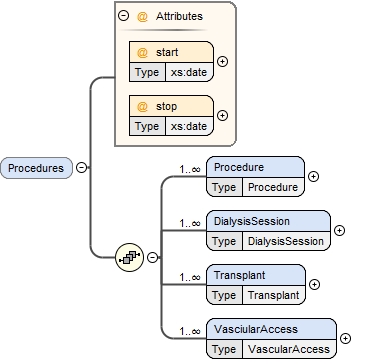 Attributes
@ start
Type xs:date
@ stop
Type xs:date
Procedures
1..∞ Procedure
Type Procedure
1..∞ DialysisSession
Type DialysisSession
1..∞ Transplant
Type Transplant
1..∞ VasciularAccess
Type VascularAccess